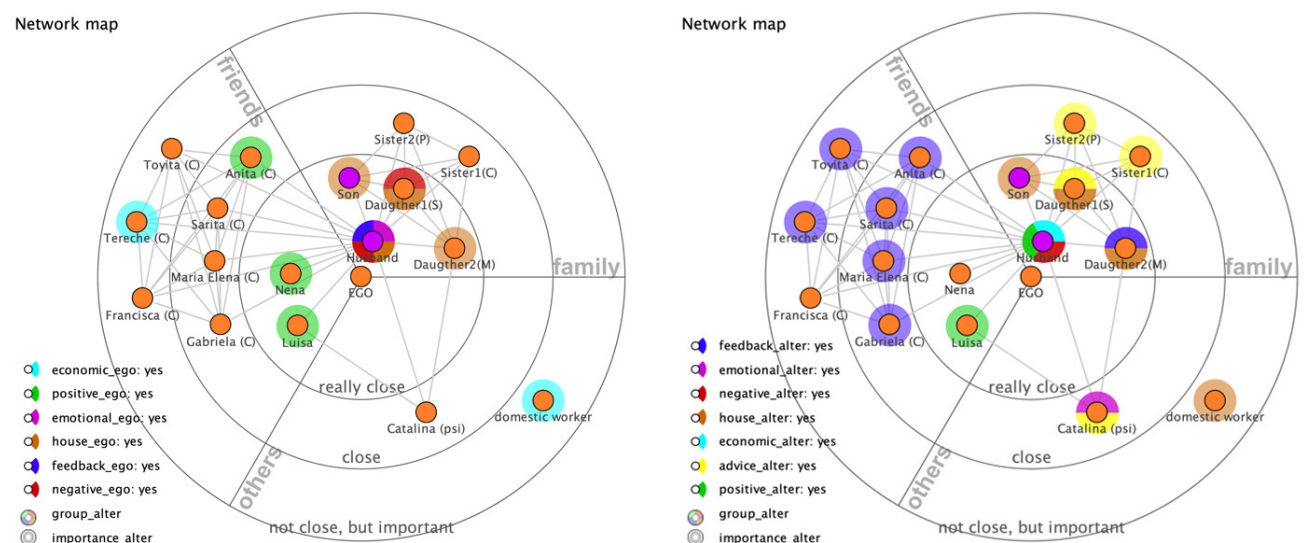 Network map
friends
Toyita (C)
Anita (C)
Sister2(P)
Sister1(C)
Son
Daugther1(S)
Tereche (C)
Sarita (C)
Husband
Daugther2(M)
Maria Elena (C)
Nena
EGO
family
Francisca (C)
Gabriela (C)
Luisa
really close
Catalina (psi)
domestic worker
close
others
not close, but important
economic_ego: yes
positive_ego: yes
emotional_ego: yes
house_ego: yes
feedback_ego: yes
negative_ego: yes
group_alter
importance_alter
Network map
friends
Toyita (C)
Anita (C)
Sister2(P)
Sister1(C)
Son
Daugther1(S)
Tereche (C)
Sarita (C)
Husband
Daugther2(M)
Maria Elena (C)
Nena
EGO
family
Francisca (C)
Gabriela (C)
Luisa
really close
Catalina (psi)
domestic worker
close
others
not close, but important
feedback_alter: yes
emotional_alter: yes
negative_alter: yes
house_alter: yes
economic_alter: yes
advice_alter: yes
positive_alter: yes
group_alter
importance_alter